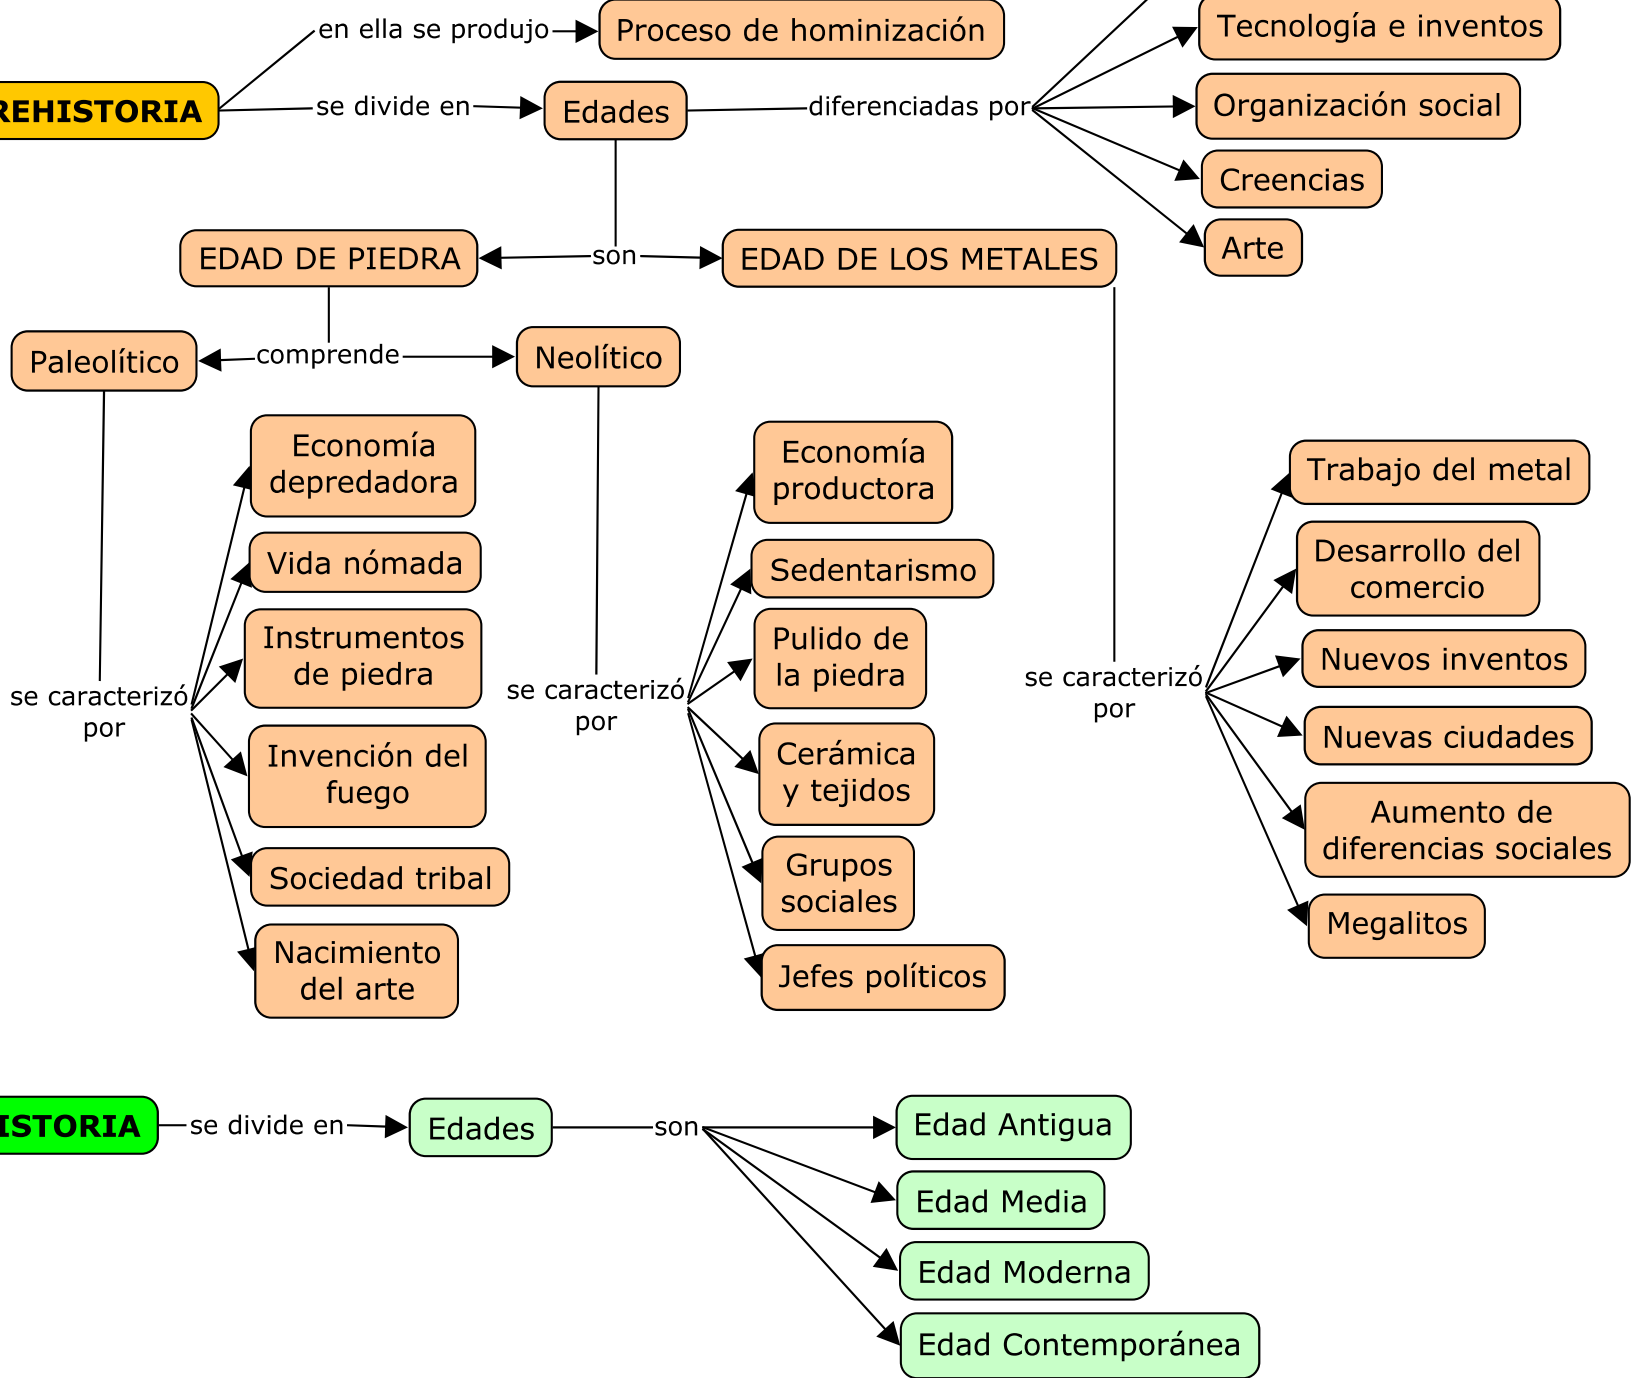 en ella se produjo
Proceso de hominización
Tecnología e inventos
REHISTORIA
se divide en
Edades
diferenciadas por
Organización social
Creencias
Arte
EDAD DE PIEDRA
son
EDAD DE LOS METALES
Paleolítico
comprende
Neolítico
se caracterizó
por
Economía
depredadora
Vida nómada
Instrumentos
de piedra
Invención del
fuego
Sociedad tribal
Nacimiento
del arte
se caracterizó
por
Economía
productora
Sedentarismo
Pulido de
la piedra
Cerámica
y tejidos
Grupos
sociales
Jefes políticos
se caracterizó
por
Trabajo del metal
Desarrollo del
comercio
Nuevos inventos
Nuevas ciudades
Aumento de
diferencias sociales
Megalitos
ISTORIA
se divide en
Edades
son
Edad Antigua
Edad Media
Edad Moderna
Edad Contemporánea